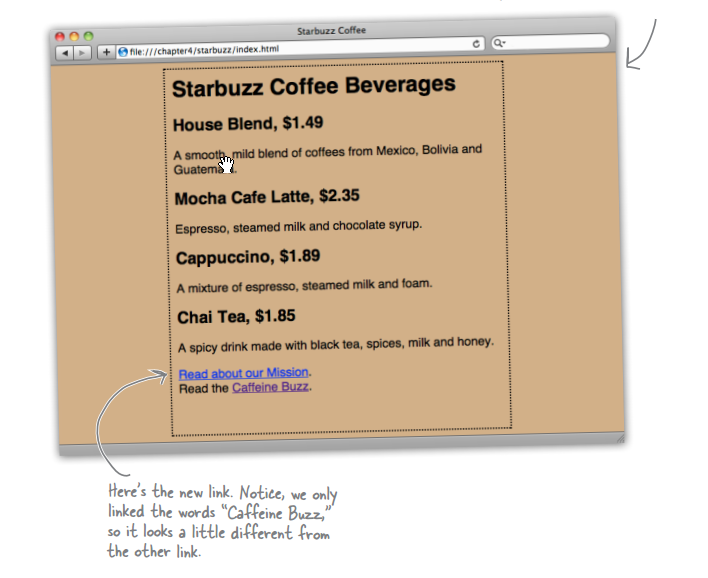 Starbuzz Coffee
file:///chapter4/starbuzz/index.html
Starbuzz Coffee Beverages
House Blend, $1.49
A smooth, mild blend of coffees from Mexico, Bolivia and
Guatemala.
Mocha Cafe Latte, $2.35
Espresso, steamed milk and chocolate syrup.
Cappuccino, $1.89
A mixture of espresso, steamed milk and foam.
Chai Tea, $1.85
A spicy drink made with black tea, spices, milk and honey.
Read about our Mission.
Read the Caffeine Buzz.
Here's the new link. Notice, we only
linked the words “Caffeine Buzz,”
so it looks a little different from
the other link.